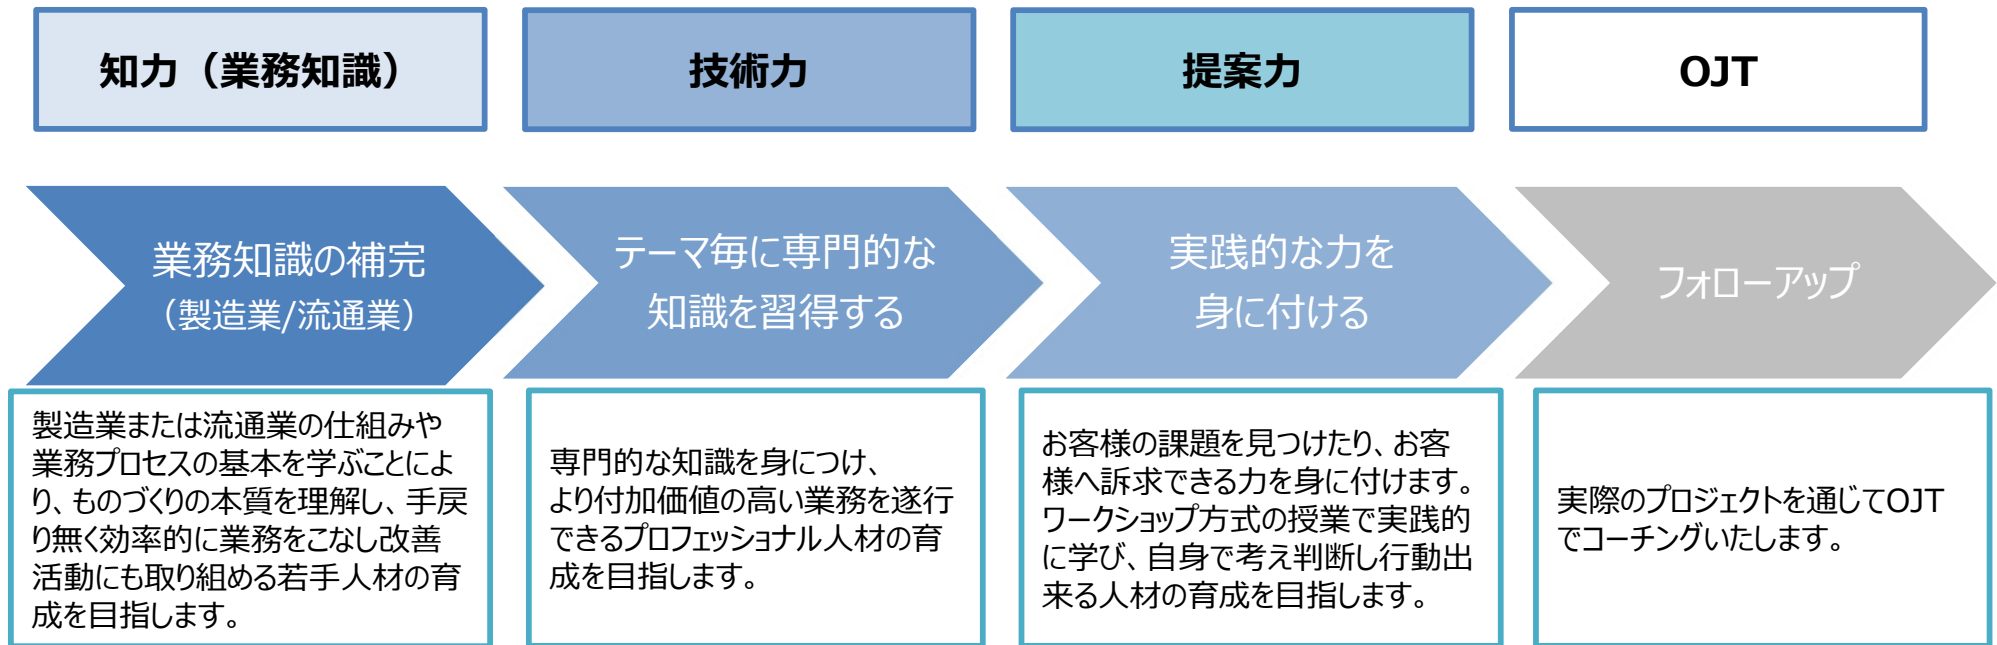 知力（業務知識）
技術力
提案力
OJT
業務知識の補完
（製造業/流通業）
テーマ毎に専門的な
知識を習得する
実践的な力を
身に付ける
フォローアップ
製造業または流通業の仕組みや
業務プロセスの基本を学ぶことによ
り、ものづくりの本質を理解し、手戻
り無く効率的に業務をこなし改善
活動にも取り組める若手人材の育
成を目指します。
専門的な知識を身につけ、
より付加価値の高い業務を遂行
できるプロフェッショナル人材の育
成を目指します。
お客様の課題を見つけたり、お客
様へ訴求できる力を身に付けます。
ワークショップ方式の授業で実践的
に学び、自身で考え判断し行動出
来る人材の育成を目指します。
実際のプロジェクトを通じてOJT
でコーチングいたします。